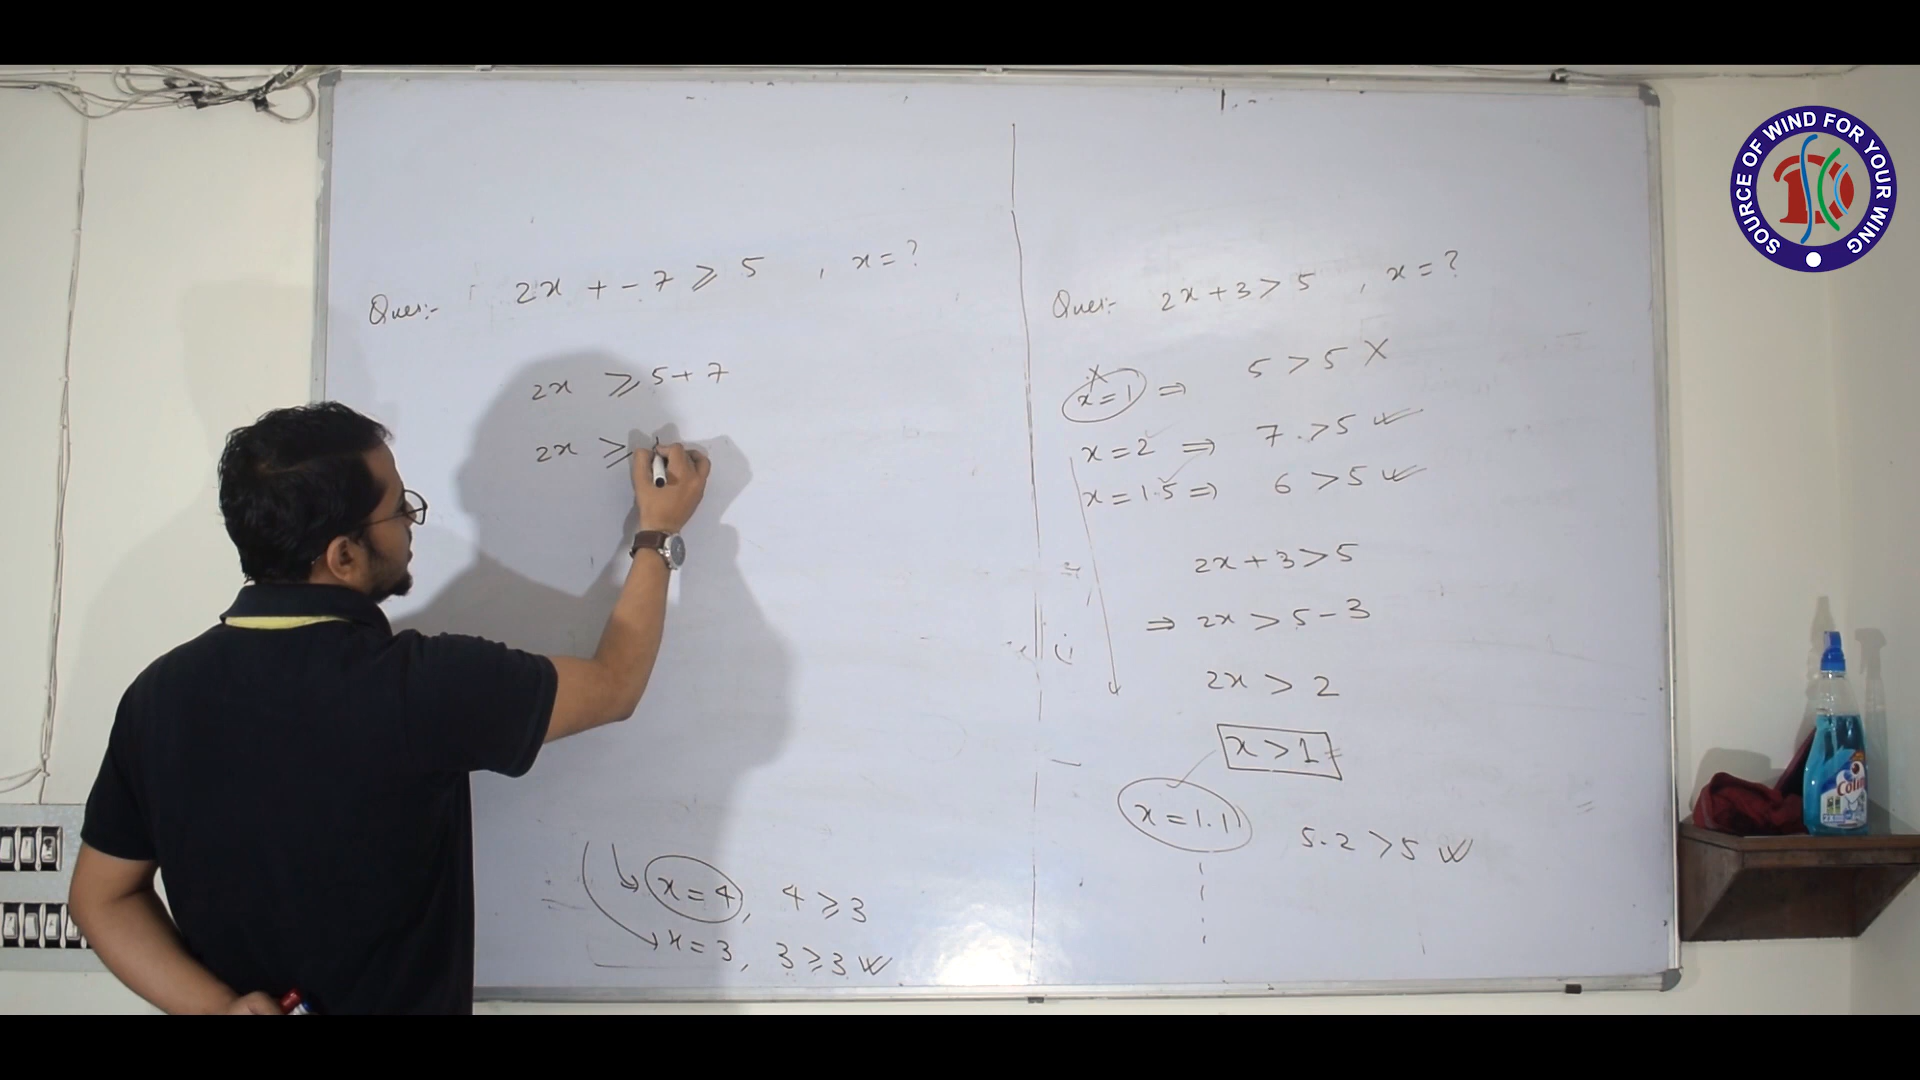 Ques:- 2x + - 7 ⩾ 5 , x = ?
2x ⩾ 5 + 7
2x ⩾
x = 4, 4 ⩾ 3
x = 3, 3 ⩾ 3 ✓
Ques:- 2x + 3 > 5 , x = ?
x = 1 ⇒ 5 > 5 ×
x = 2 ⇒ 7 > 5 ✓
x = 1.5 ⇒ 6 > 5 ✓
2x + 3 > 5
⇒ 2x > 5 - 3
2x > 2
x > 1
x = 1.1 5.2 > 5 ✓
SOURCE OF WIND FOR YOUR WING
Colin